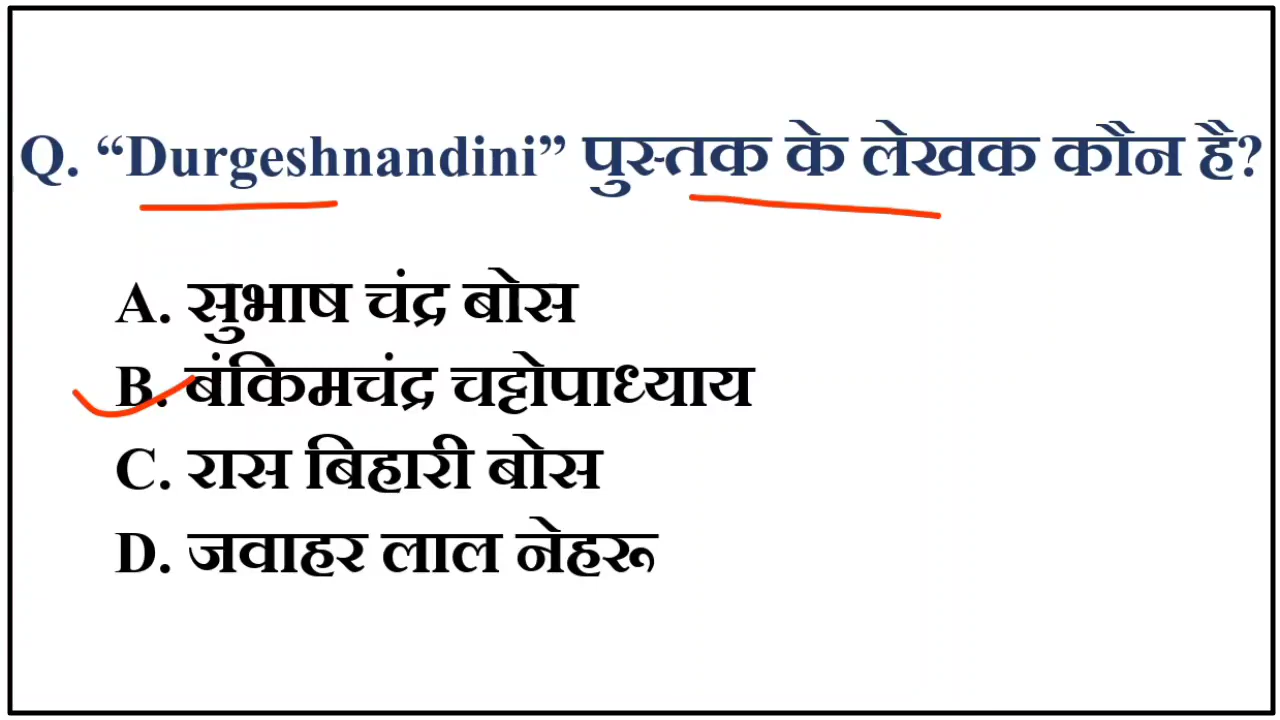 Q. “Durgeshnandini” पुस्तक के लेखक कौन है?
A. सुभाष चंद्र बोस
B. बंकिमचंद्र चट्टोपाध्याय
C. रास बिहारी बोस
D. जवाहर लाल नेहरू